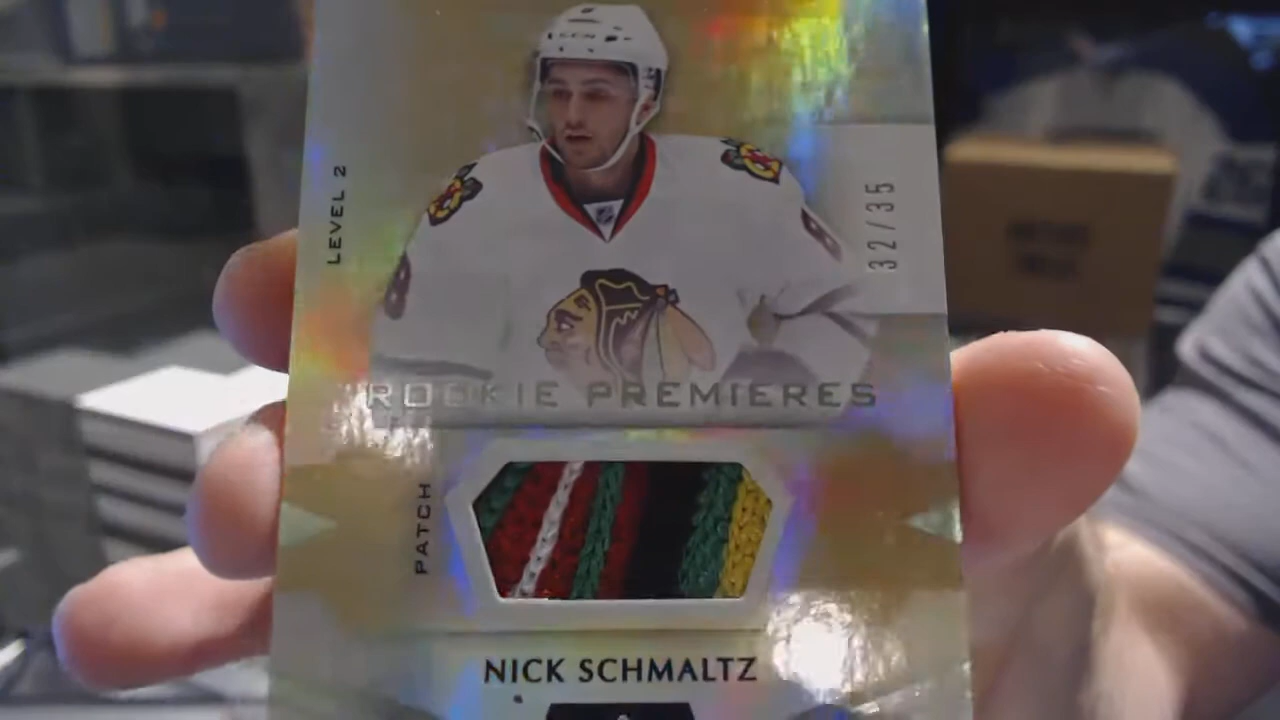 LEVEL 2
32/35
ROOKIE PREMIERES
PATCH
NICK SCHMALTZ